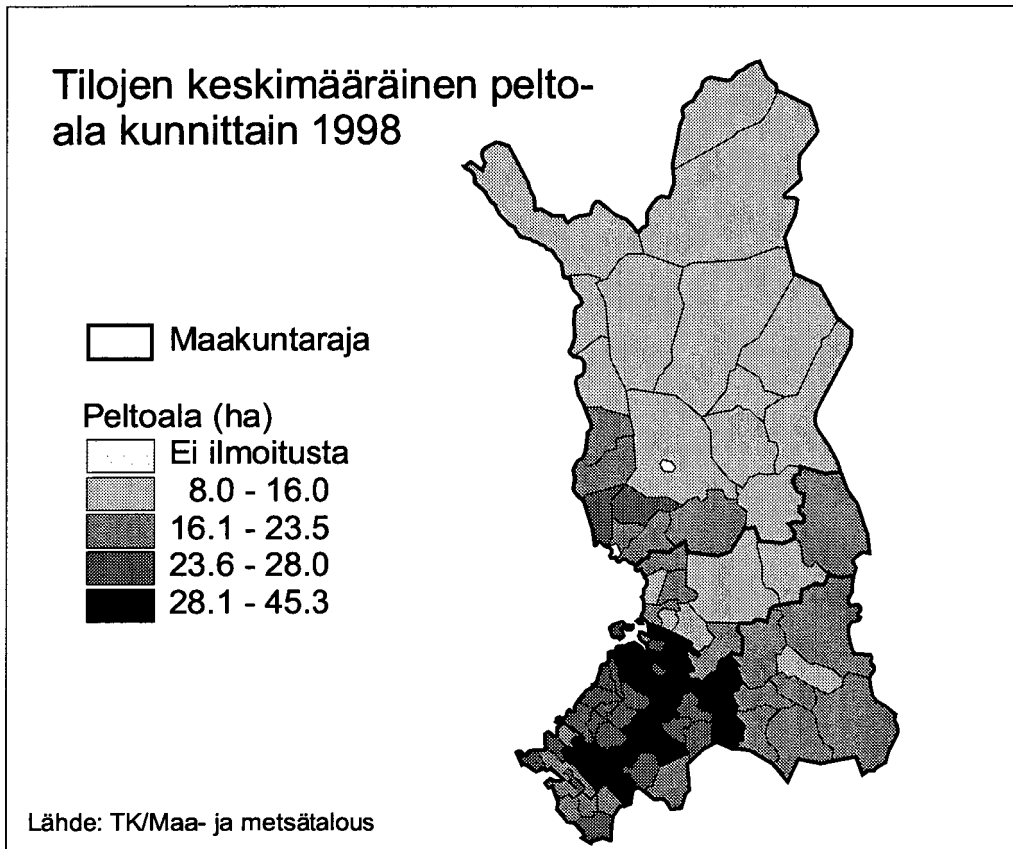 Tilojen keskimääräinen pelto-
ala kunnittain 1998
Maakuntaraja
Peltoala (ha)
Ei ilmoitusta
8.0 - 16.0
16.1 - 23.5
23.6 - 28.0
28.1 - 45.3
Lähde: TK/Maa- ja metsätalous